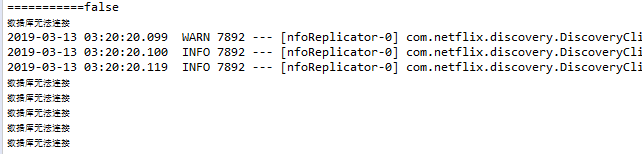 ===========false
数据库无法连接
2019-03-13 03:20:20.099  WARN 7892 --- [nfoReplicator-0] com.netflix.discovery.DiscoveryCli
2019-03-13 03:20:20.100  INFO 7892 --- [nfoReplicator-0] com.netflix.discovery.DiscoveryCli
2019-03-13 03:20:20.119  INFO 7892 --- [nfoReplicator-0] com.netflix.discovery.DiscoveryCli
数据库无法连接
数据库无法连接
数据库无法连接
数据库无法连接
数据库无法连接